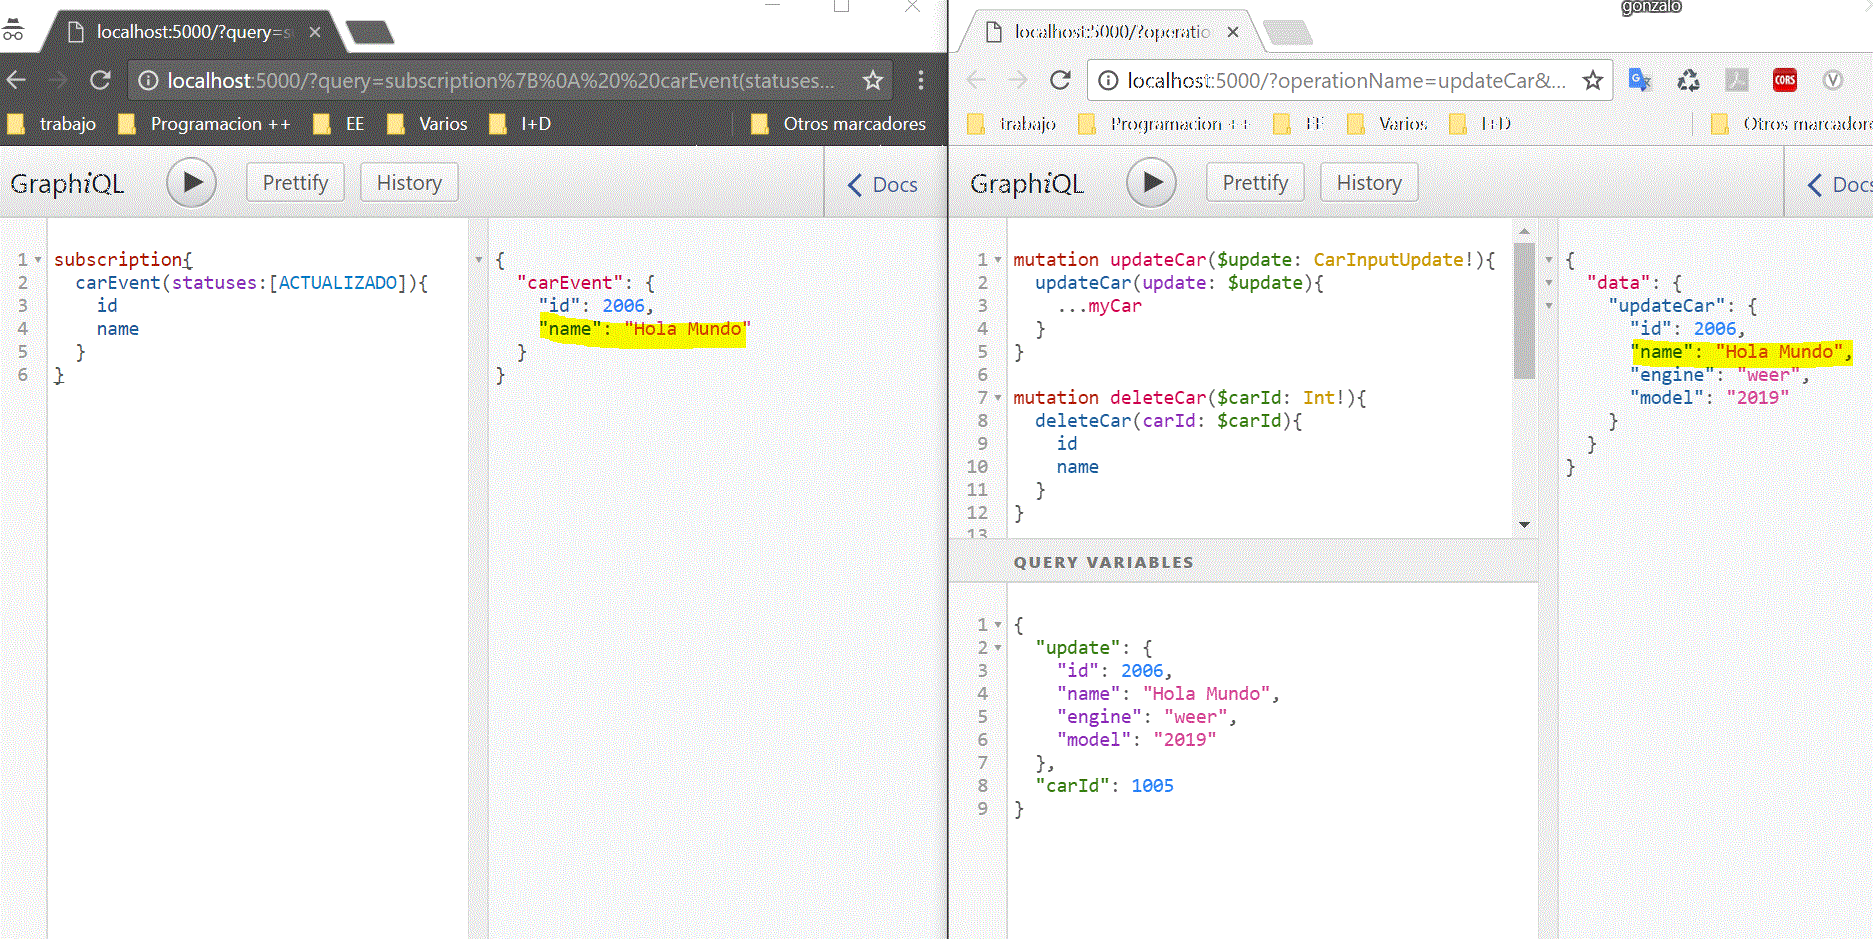 gonzalo
localhost:5000/?query=s
localhost:5000/?query=subscription%7B%0A%20%20carEvent(statuses...
trabajo Programacion ++ EE Varios I+D Otros marcadores
GraphiQL Prettify History Docs
1 subscription{
2 carEvent(statuses:[ACTUALIZADO]){
3 id
4 name
5 }
6 }
{
"carEvent": {
"id": 2006,
"name": "Hola Mundo"
}
}
localhost:5000/?operatio
localhost:5000/?operationName=updateCar&...
CORS
trabajo Programacion ++ EE Varios I+D Otros marcadore
GraphiQL Prettify History Docs
1 mutation updateCar($update: CarInputUpdate!){
2 updateCar(update: $update){
3 ...myCar
4 }
5 }
6
7 mutation deleteCar($carId: Int!){
8 deleteCar(carId: $carId){
9 id
10 name
11 }
12 }
13
QUERY VARIABLES
1 {
2 "update": {
3 "id": 2006,
4 "name": "Hola Mundo",
5 "engine": "weer",
6 "model": "2019"
7 },
8 "carId": 1005
9 }
{
"data": {
"updateCar": {
"id": 2006,
"name": "Hola Mundo",
"engine": "weer",
"model": "2019"
}
}
}